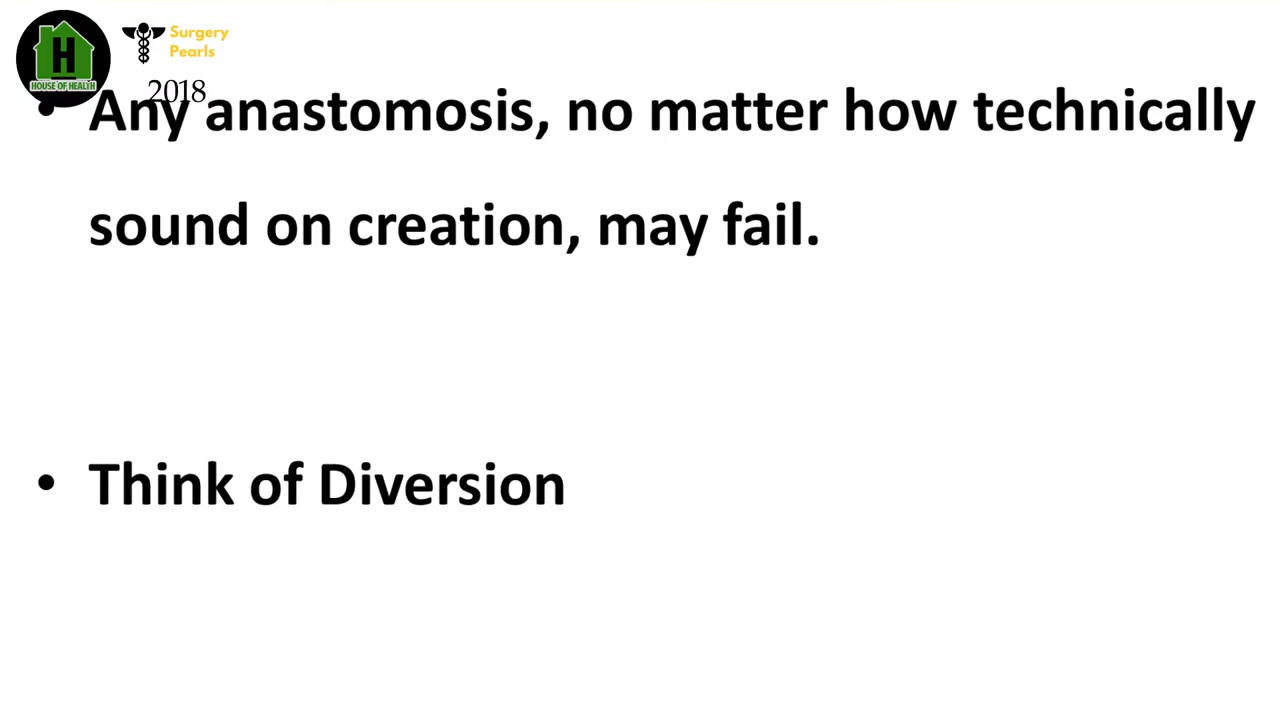 H
HOUSE OF HEALTH
Surgery
Pearls
2018
• Any anastomosis, no matter how technically
sound on creation, may fail.
• Think of Diversion